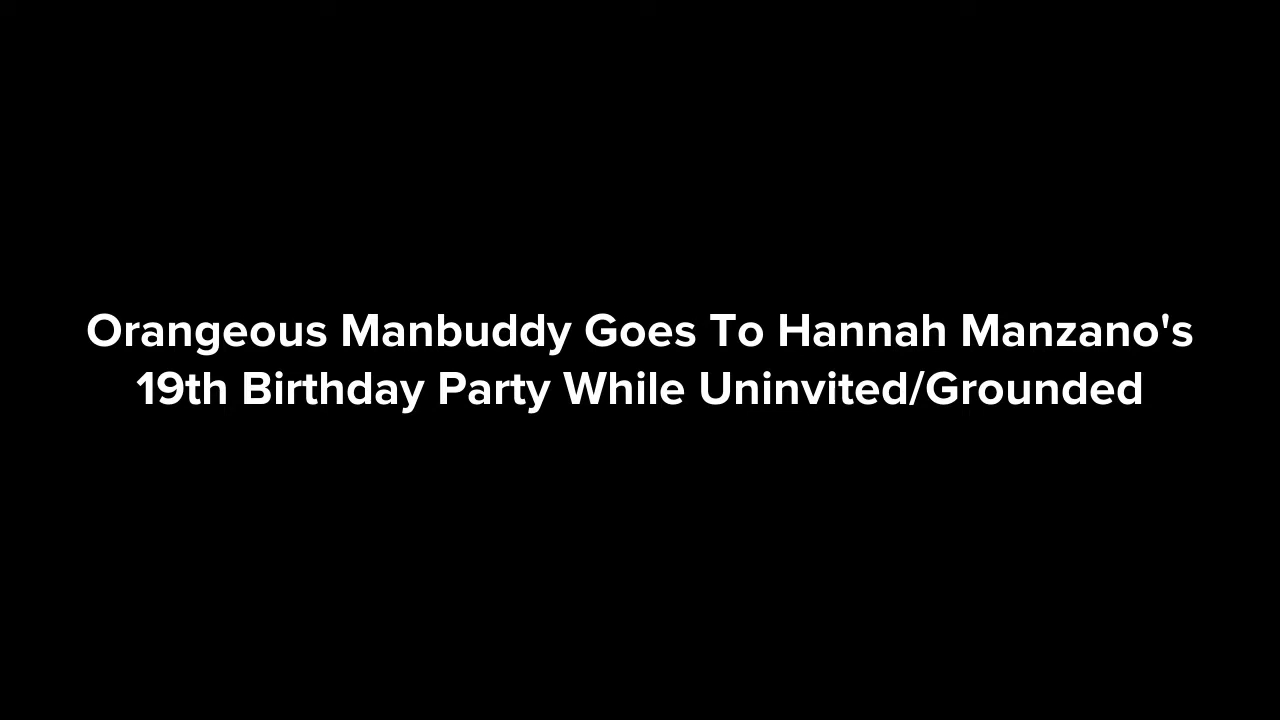 Orangeous Manbuddy Goes To Hannah Manzano's
19th Birthday Party While Uninvited/Grounded